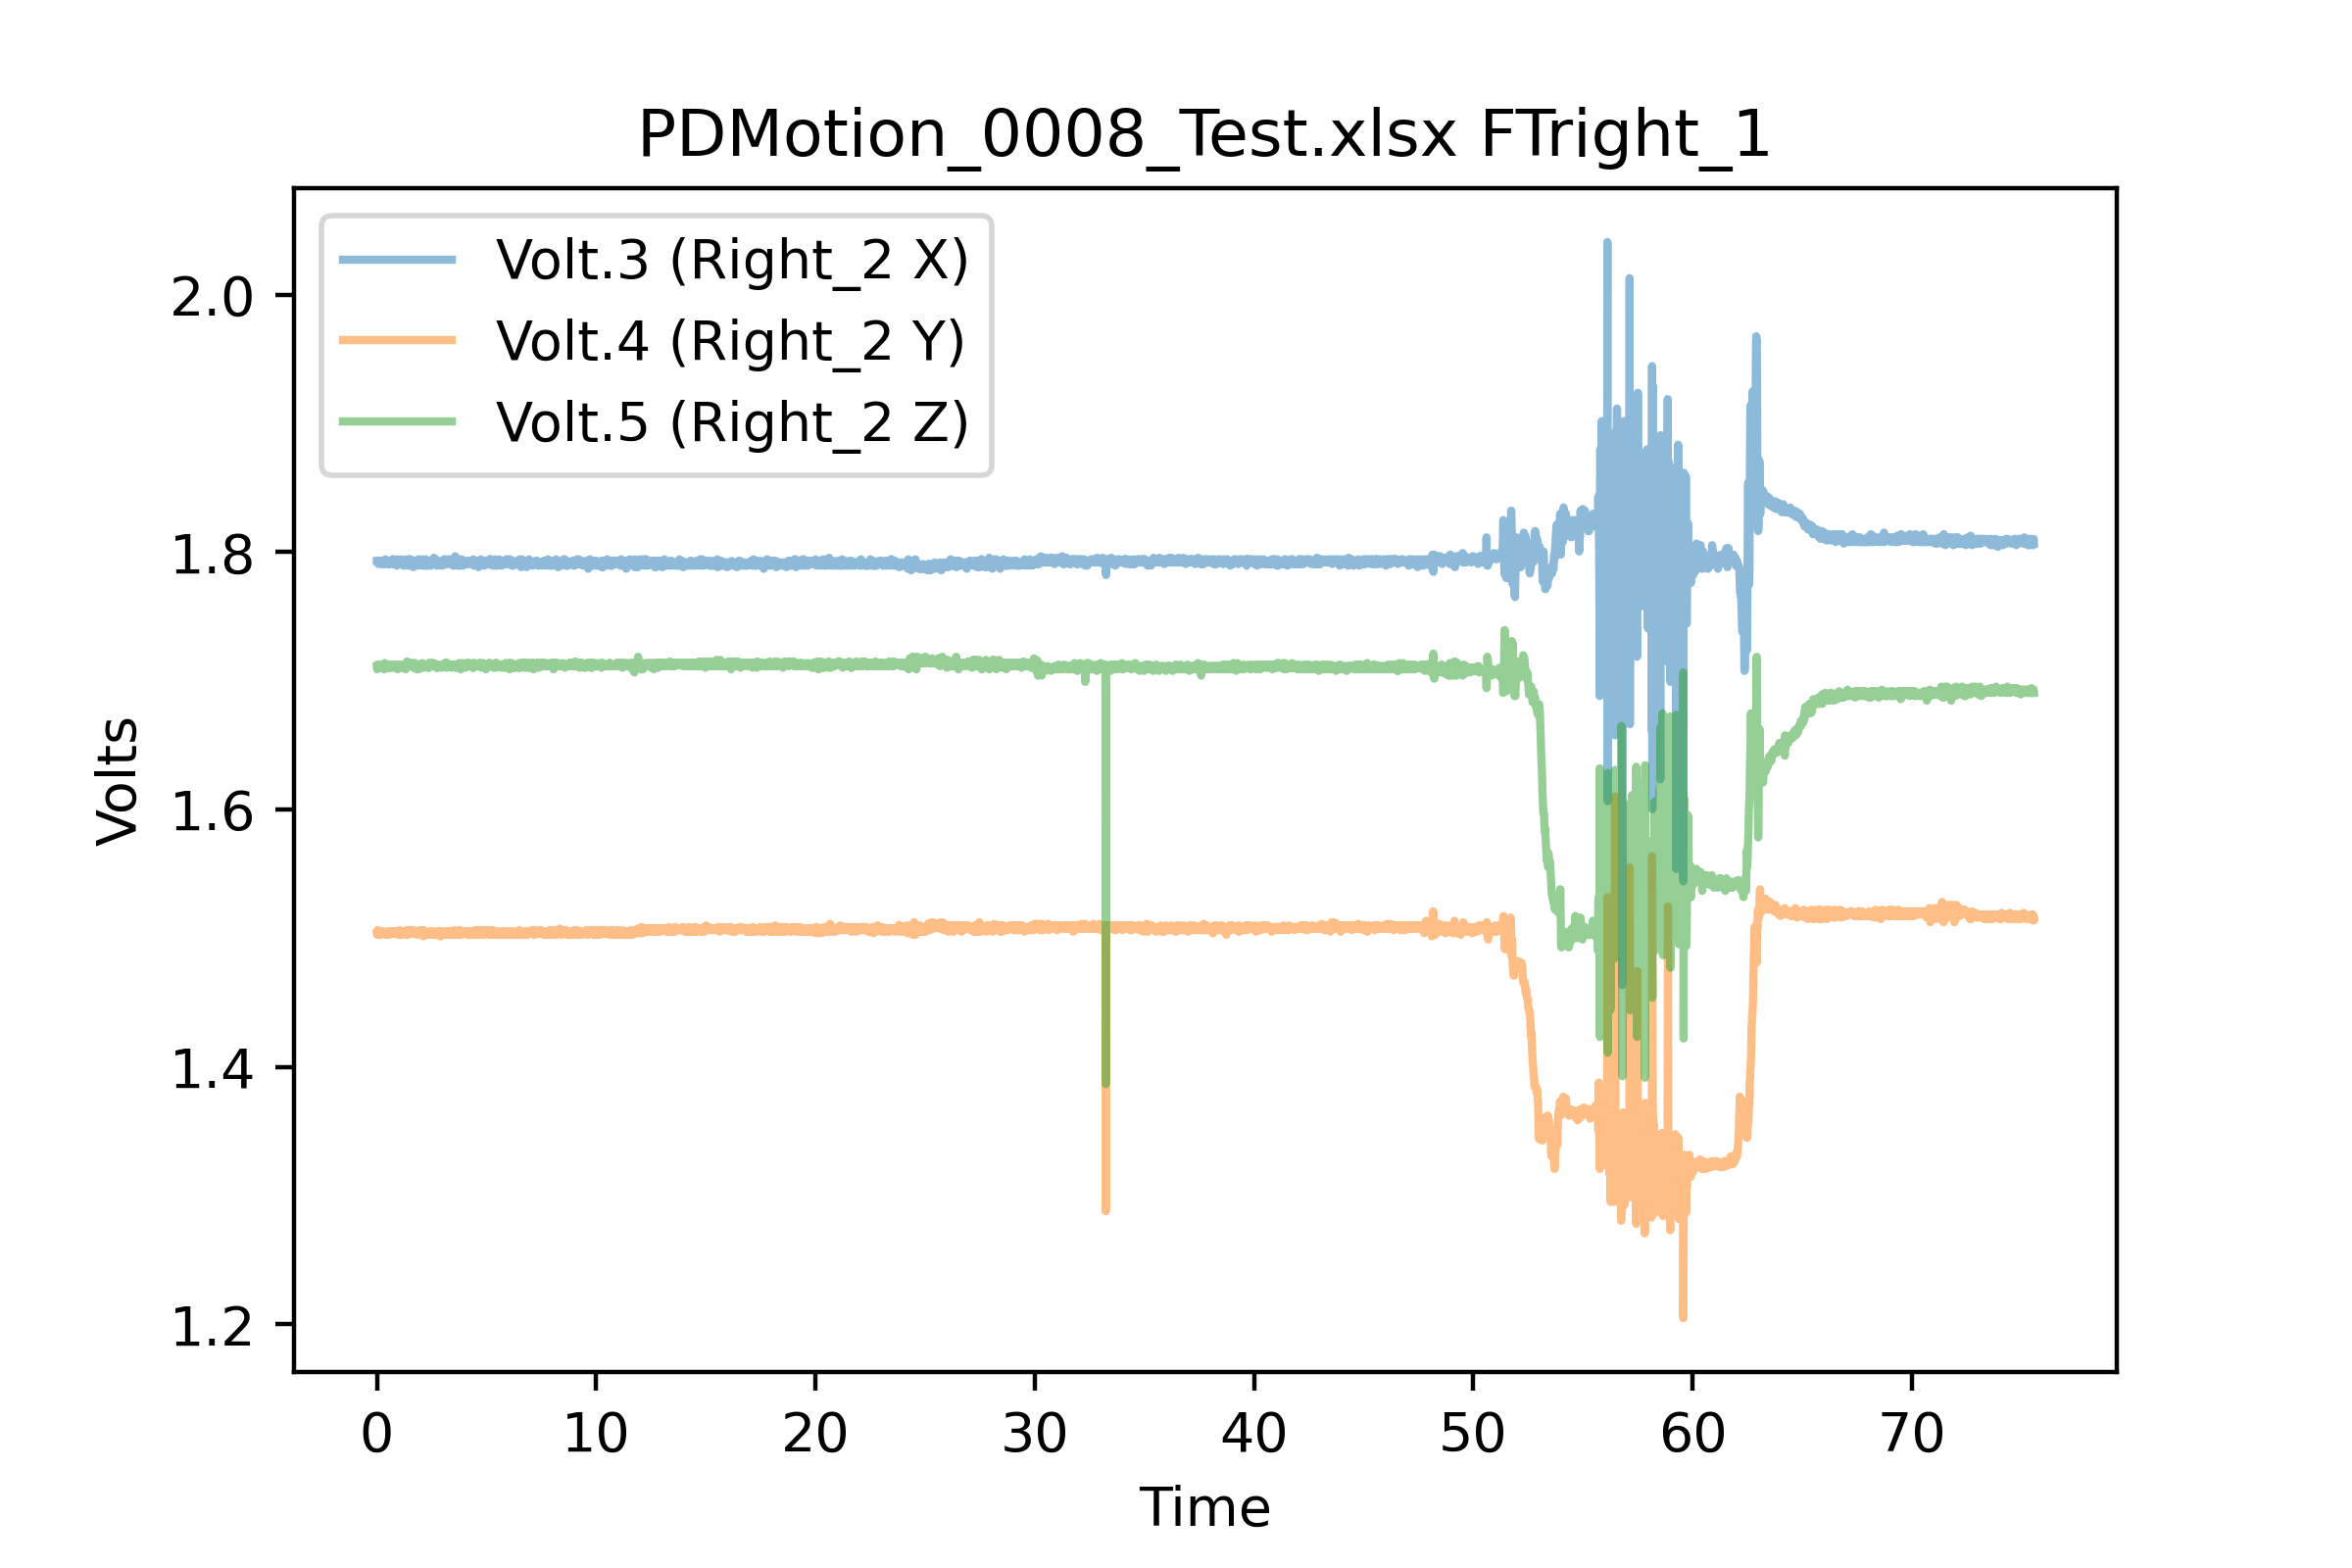 PDMotion_0008_Test.xlsx FTright_1
Volt.3 (Right_2 X)
Volt.4 (Right_2 Y)
Volt.5 (Right_2 Z)
2.0
1.8
1.6
1.4
1.2
Volts
0 10 20 30 40 50 60 70
Time